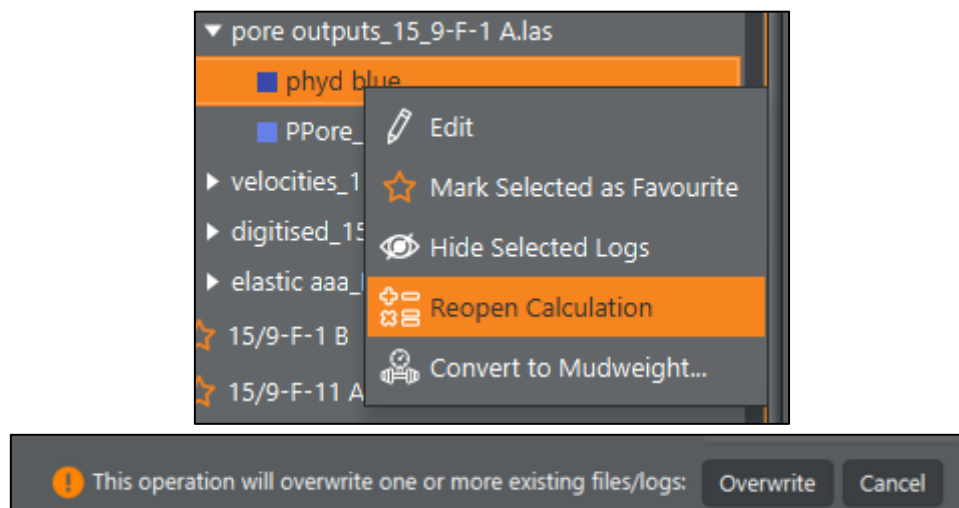 pore outputs_15_9-F-1 A.las
phyd blue
PPore_
Edit
velocities_1
Mark Selected as Favourite
digitised_15
Hide Selected Logs
elastic aaa_
Reopen Calculation
15/9-F-1 B
Convert to Mudweight...
15/9-F-11 A
This operation will overwrite one or more existing files/logs: Overwrite Cancel